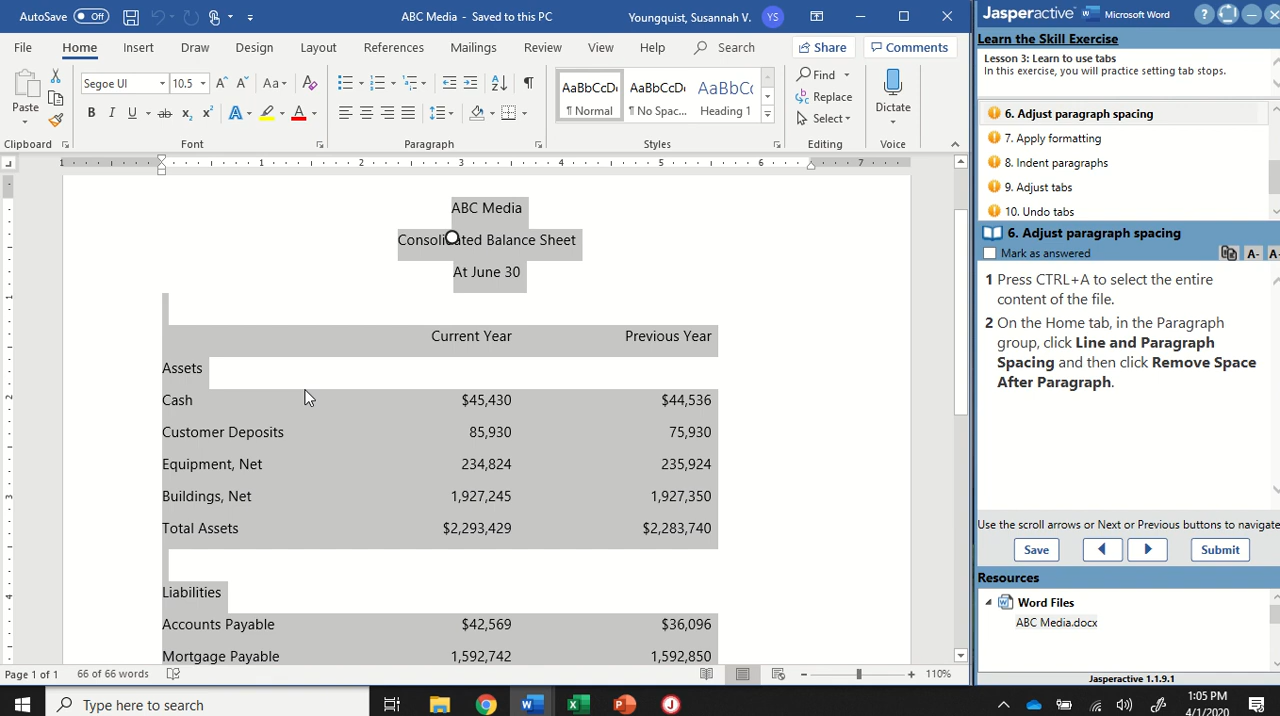 AutoSave Off
ABC Media - Saved to this PC
Youngquist, Susannah V. YS
File Home Insert Draw Design Layout References Mailings Review View Help Search Share Comments
Paste
Segoe UI 10.5
AaBbCcD AaBbCcD AaBbCc
¶ Normal ¶ No Spac... Heading 1
Find
Replace
Select
Dictate
Clipboard Font Paragraph Styles Editing Voice
1 1 2 3 4 5 6 7
ABC Media
Consolidated Balance Sheet
At June 30
Current Year Previous Year
Assets
Cash $45,430 $44,536
Customer Deposits 85,930 75,930
Equipment, Net 234,824 235,924
Buildings, Net 1,927,245 1,927,350
Total Assets $2,293,429 $2,283,740
Liabilities
Accounts Payable $42,569 $36,096
Mortgage Payable 1,592,742 1,592,850
Page 1 of 1 66 of 66 words 110%
Type here to search
Jasperactive Microsoft Word
Learn the Skill Exercise
Lesson 3: Learn to use tabs
In this exercise, you will practice setting tab stops.
6. Adjust paragraph spacing
7. Apply formatting
8. Indent paragraphs
9. Adjust tabs
10. Undo tabs
6. Adjust paragraph spacing
Mark as answered A- A
1 Press CTRL+A to select the entire
content of the file.
2 On the Home tab, in the Paragraph
group, click Line and Paragraph
Spacing and then click Remove Space
After Paragraph.
Use the scroll arrows or Next or Previous buttons to navigate
Save Submit
Resources
Word Files
ABC Media.docx
Jasperactive 1.1.9.1
1:05 PM
4/1/2020